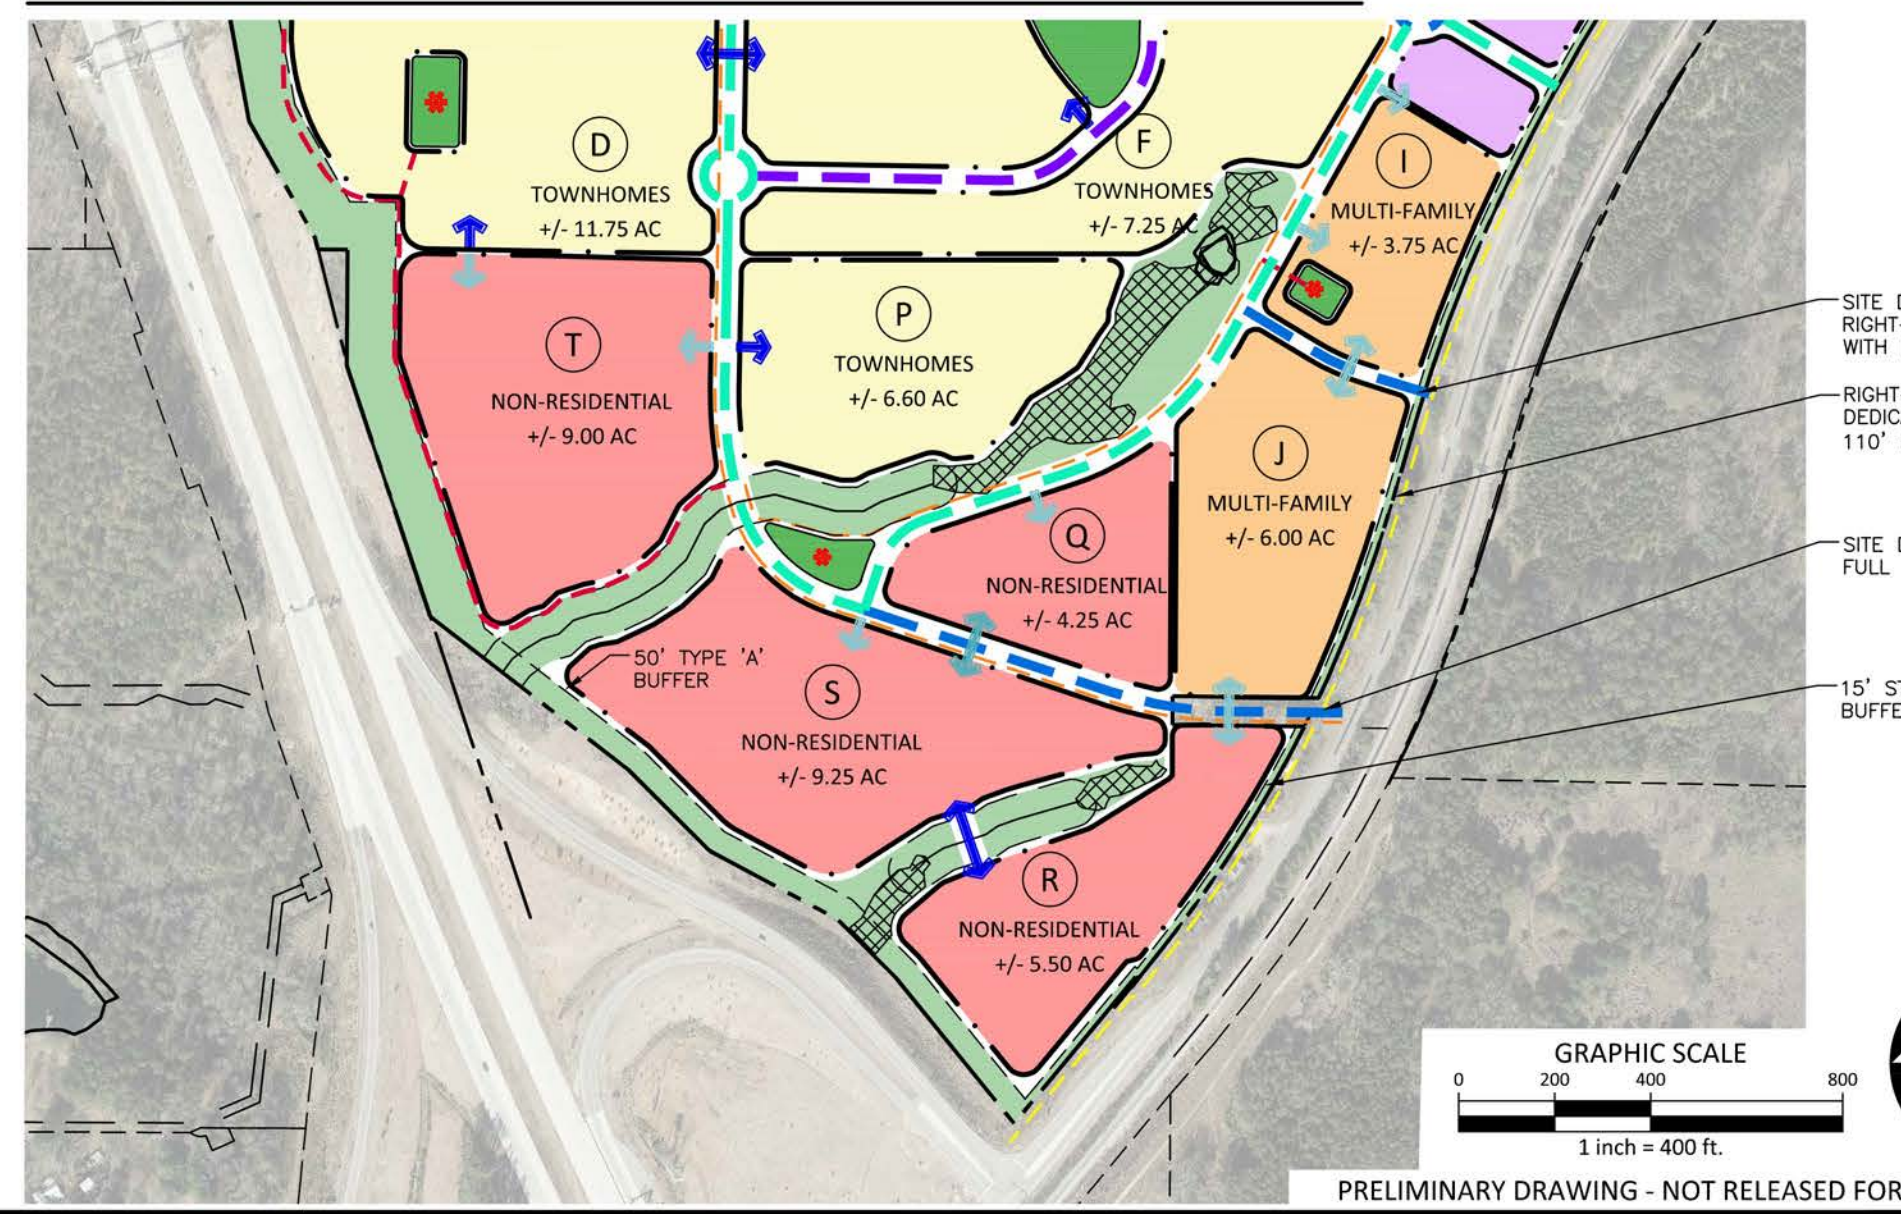 D
TOWNHOMES
+/- 11.75 AC
F
TOWNHOMES
+/- 7.25 AC
I
MULTI-FAMILY
+/- 3.75 AC
T
NON-RESIDENTIAL
+/- 9.00 AC
P
TOWNHOMES
+/- 6.60 AC
J
MULTI-FAMILY
+/- 6.00 AC
Q
NON-RESIDENTIAL
+/- 4.25 AC
50' TYPE 'A'
BUFFER
S
NON-RESIDENTIAL
+/- 9.25 AC
R
NON-RESIDENTIAL
+/- 5.50 AC
SITE
RIGHT-
WITH
RIGHT-
DEDIC
110'
SITE
FULL
15' ST
BUFFE
GRAPHIC SCALE
0 200 400 800
1 inch = 400 ft.
PRELIMINARY DRAWING - NOT RELEASED FOR